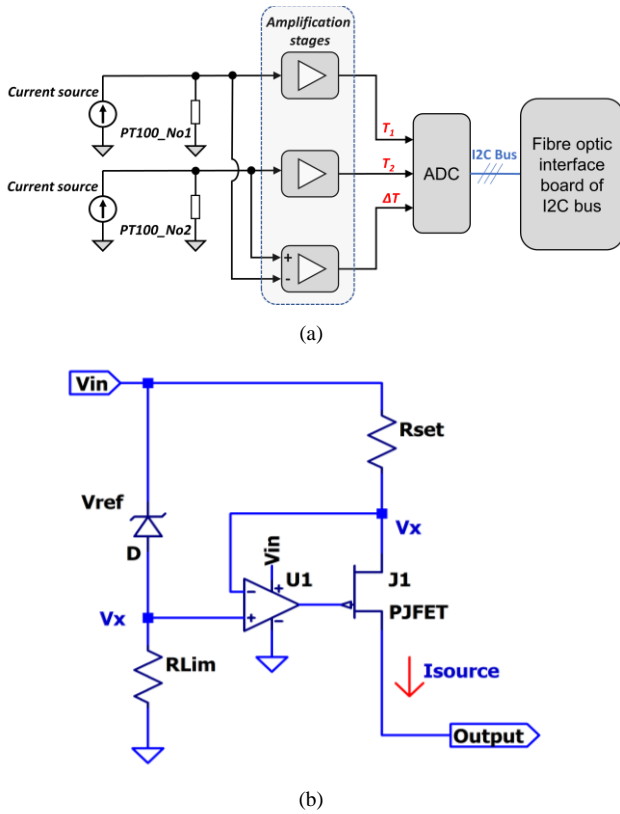 Amplification
stages
Current source
PT100_No1
T1
Current source
PT100_No2
T2
ΔT
+
-
ADC
I2C Bus
Fibre optic
interface
board of
I2C bus
(a)
Vin
Rset
Vref
D
Vx
Vin
U1
Vx
J1
PJFET
-
+
+
-
RLim
Isource
Output
(b)